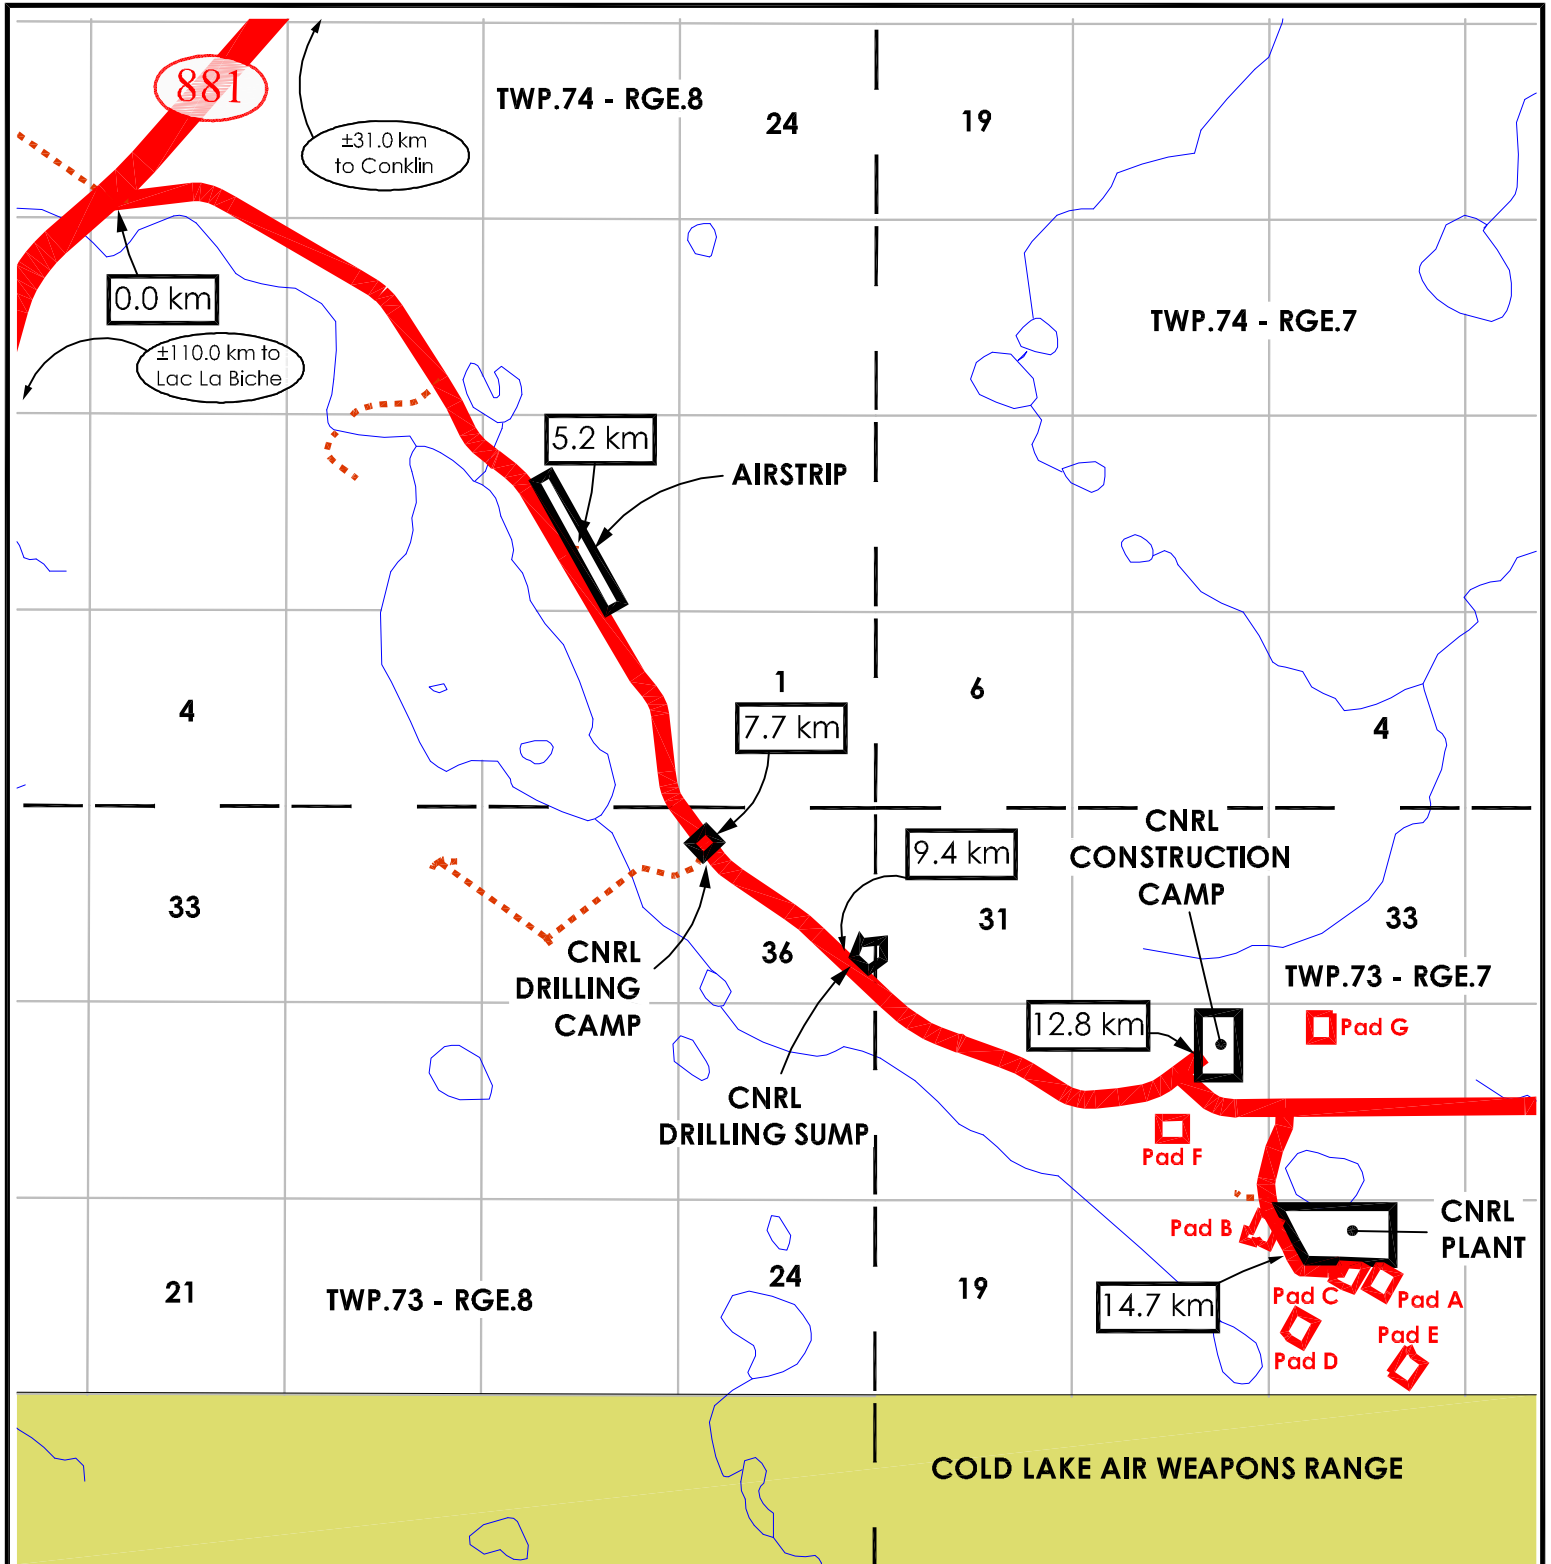 881
TWP.74 - RGE.8
24
19
±31.0 km
to Conklin
0.0 km
TWP.74 - RGE.7
±110.0 km to
Lac La Biche
5.2 km
AIRSTRIP
1
6
4
7.7 km
4
CNRL
CONSTRUCTION
CAMP
9.4 km
33
31
33
36
CNRL
DRILLING
CAMP
TWP.73 - RGE.7
12.8 km
Pad G
CNRL
DRILLING SUMP
Pad F
Pad B
CNRL
PLANT
21
TWP.73 - RGE.8
24
19
14.7 km
Pad C
Pad A
Pad E
Pad D
COLD LAKE AIR WEAPONS RANGE